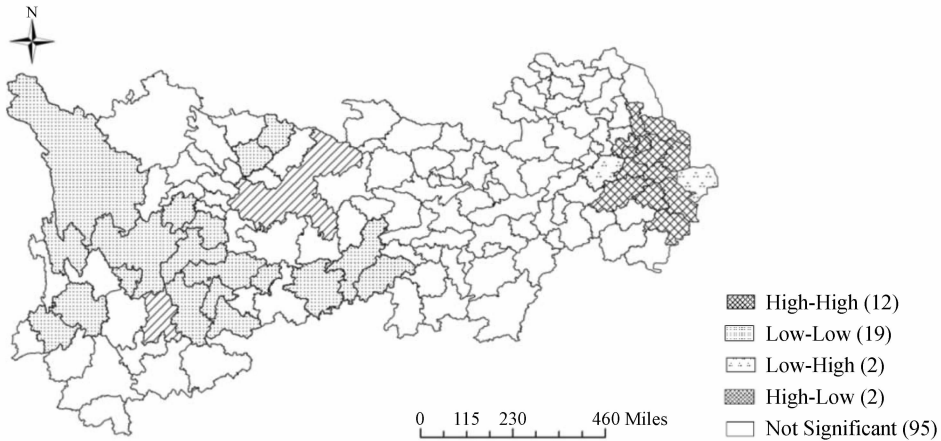 N
High-High (12)
Low-Low (19)
Low-High (2)
High-Low (2)
Not Significant (95)
0 115 230 460 Miles